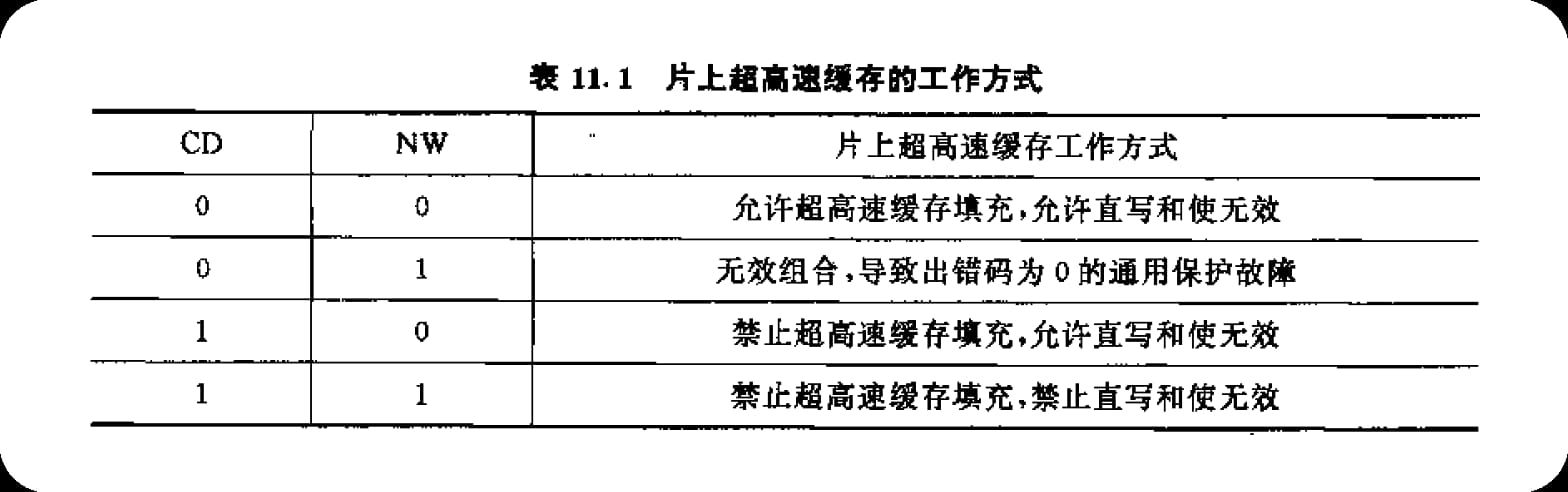 表 11.1 片上超高速缓存的工作方式
CD NW 片上超高速缓存工作方式
0 0 允许超高速缓存填充,允许直写和使无效
0 1 无效组合,导致出错码为 0 的通用保护故障
1 0 禁止超高速缓存填充,允许直写和使无效
1 1 禁止超高速缓存填充,禁止直写和使无效